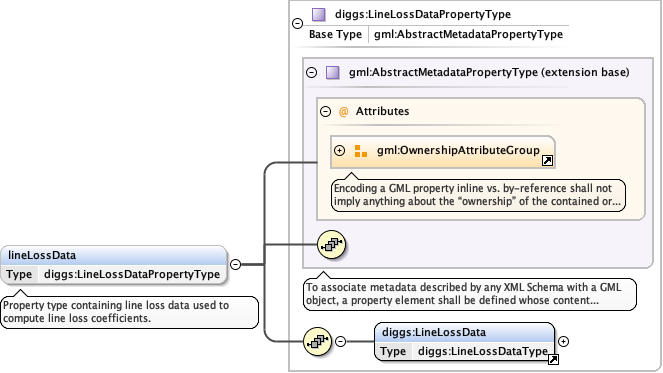 diggs:LineLossDataPropertyType
Base Type gml:AbstractMetadataPropertyType
gml:AbstractMetadataPropertyType (extension base)
@ Attributes
gml:OwnershipAttributeGroup
Encoding a GML property inline vs. by-reference shall not
imply anything about the “ownership” of the contained or...
lineLossData
Type diggs:LineLossDataPropertyType
Property type containing line loss data used to
compute line loss coefficients.
To associate metadata described by any XML Schema with a GML
object, a property element shall be defined whose content...
diggs:LineLossData
Type diggs:LineLossDataType